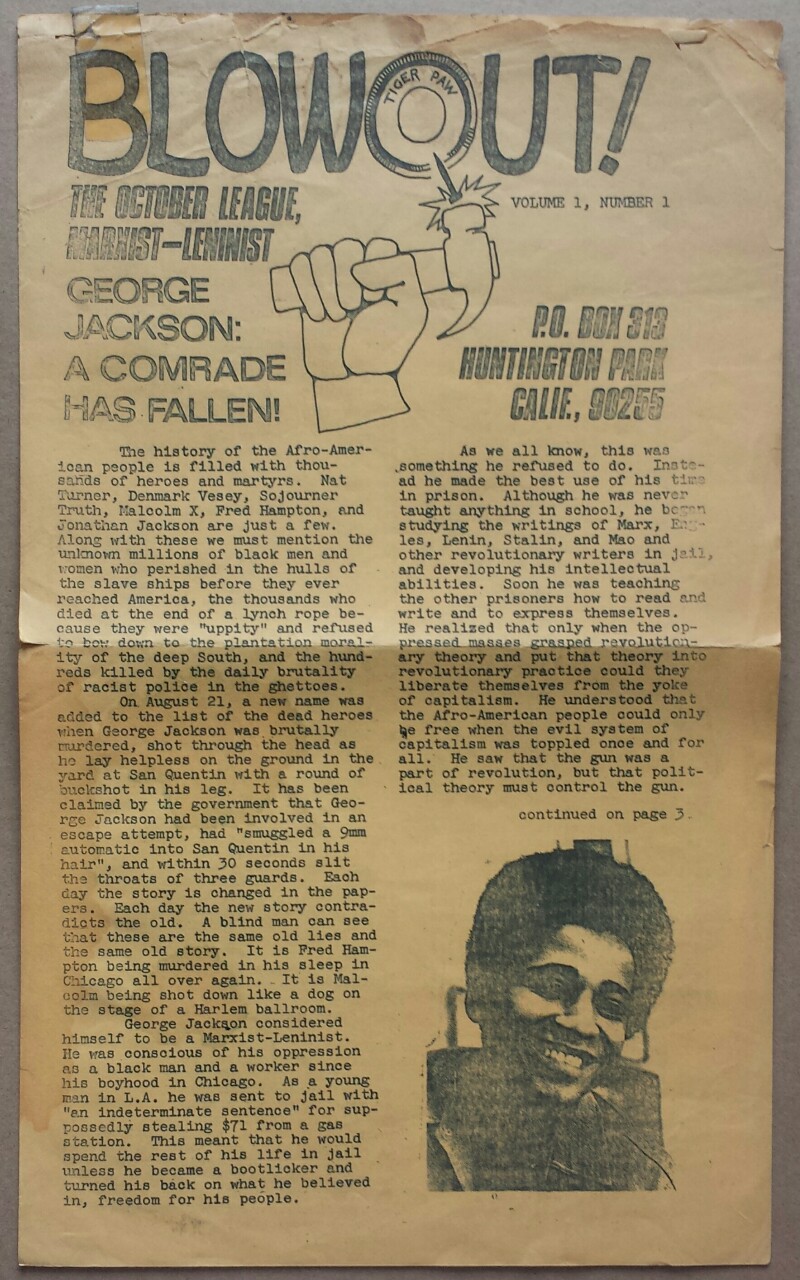 BLOWOUT!
TIGER PAW
THE OCTOBER LEAGUE,
MARXIST-LENINIST
VOLUME 1, NUMBER 1
GEORGE
JACKSON:
A COMRADE
HAS FALLEN!
P.O. BOX 313
HUNTINGTON PARK
CALIF., 90255
The history of the Afro-Amer-
ican people is filled with thou-
sands of heroes and martyrs. Nat
Turner, Denmark Vesey, Sojourner
Truth, Malcolm X, Fred Hampton, and
Jonathan Jackson are just a few.
Along with these we must mention the
unknown millions of black men and
women who perished in the hulls of
the slave ships before they ever
reached America, the thousands who
died at the end of a lynch rope be-
cause they were "uppity" and refused
to bow down to the plantation moral-
ity of the deep South, and the hund-
reds killed by the daily brutality
of racist police in the ghettoes.
On August 21, a new name was
added to the list of the dead heroes
when George Jackson was brutally
murdered, shot through the head as
he lay helpless on the ground in the
yard at San Quentin with a round of
buckshot in his leg. It has been
claimed by the government that Geo-
rge Jackson had been involved in an
escape attempt, had "smuggled a 9mm
automatic into San Quentin in his
hair", and within 30 seconds slit
the throats of three guards. Each
day the story is changed in the pap-
ers. Each day the new story contra-
dicts the old. A blind man can see
that these are the same old lies and
the same old story. It is Fred Ham-
pton being murdered in his sleep in
Chicago all over again. It is Mal-
colm being shot down like a dog on
the stage of a Harlem ballroom.
George Jackson considered
himself to be a Marxist-Leninist.
He was conscious of his oppression
as a black man and a worker since
his boyhood in Chicago. As a young
man in L.A. he was sent to jail with
"an indeterminate sentence" for sup-
possedly stealing $71 from a gas
station. This meant that he would
spend the rest of his life in jail
unless he became a bootlicker and
turned his back on what he believed
in, freedom for his people.
As we all know, this was
something he refused to do. Inste-
ad he made the best use of his time
in prison. Although he was never
taught anything in school, he began
studying the writings of Marx, Eng-
les, Lenin, Stalin, and Mao and
other revolutionary writers in jail,
and developing his intellectual
abilities. Soon he was teaching
the other prisoners how to read and
write and to express themselves.
He realized that only when the op-
pressed masses grasped revolution-
ary theory and put that theory into
revolutionary practice could they
liberate themselves from the yoke
of capitalism. He understood that
the Afro-American people could only
be free when the evil system of
capitalism was toppled once and for
all. He saw that the gun was a
part of revolution, but that polit-
ical theory must control the gun.
continued on page 3